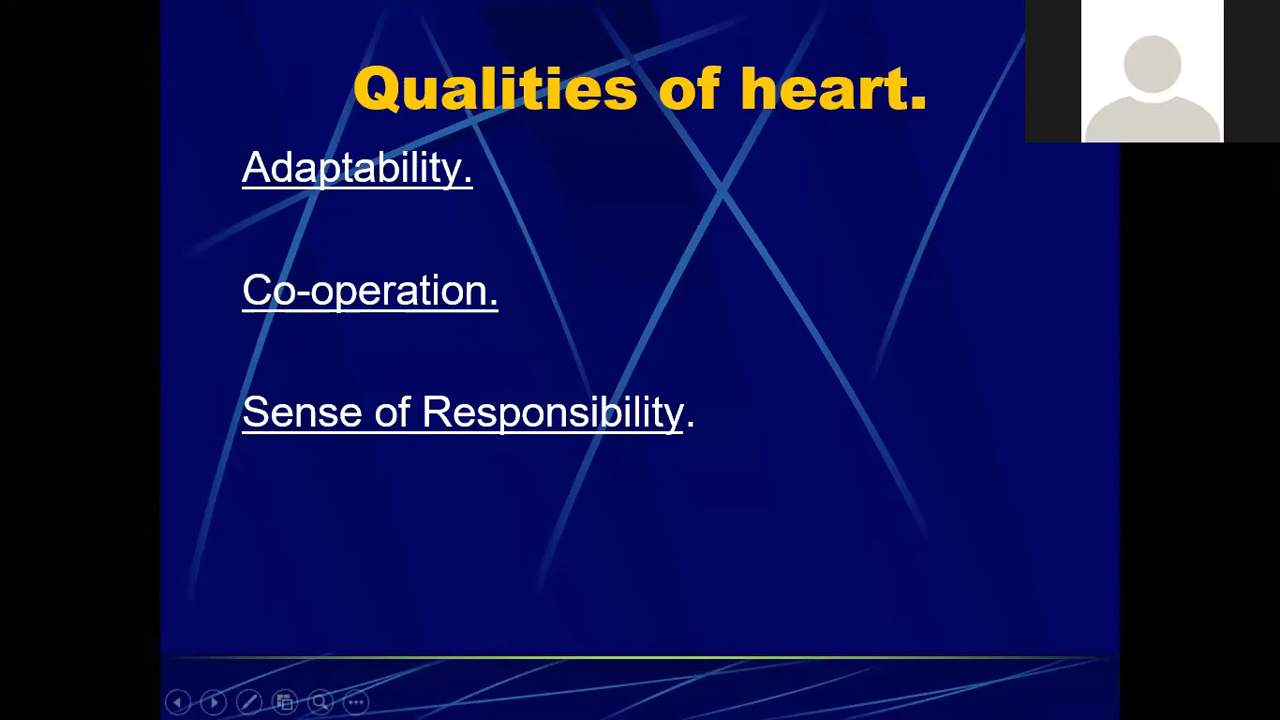 Qualities of heart.
Adaptability.
Co-operation.
Sense of Responsibility.